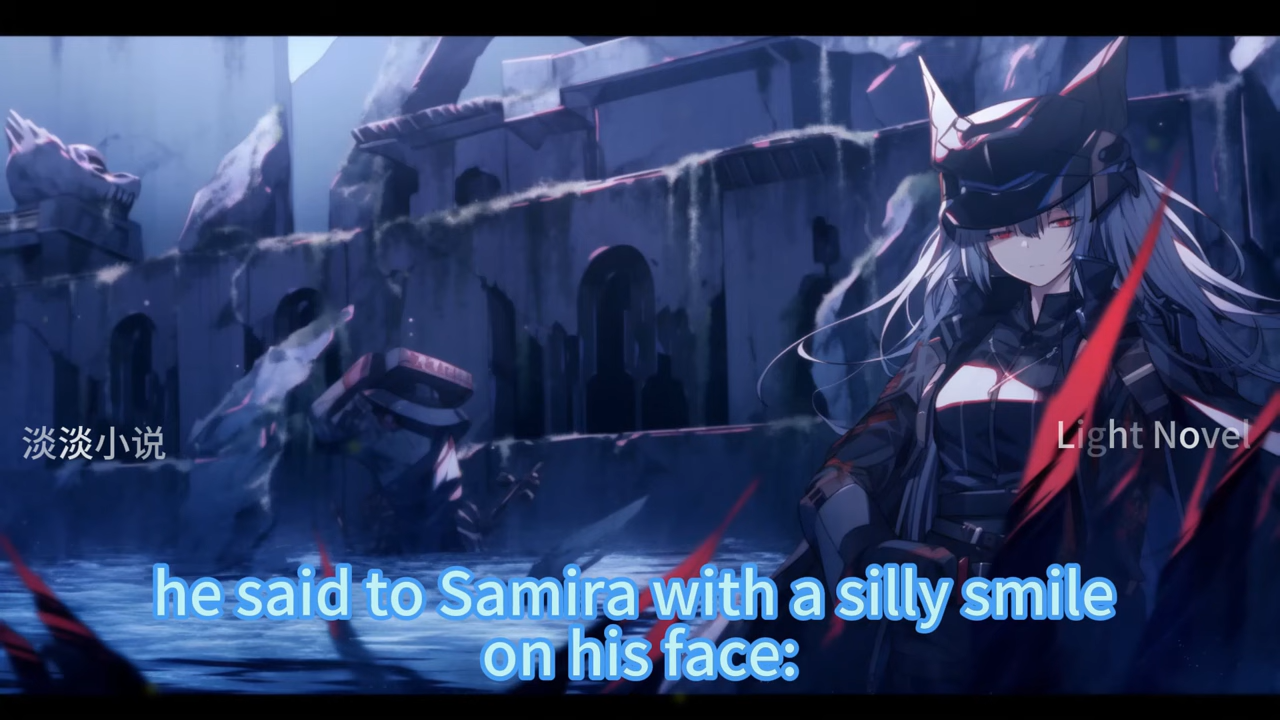 淡淡小说
Light Novel
he said to Samira with a silly smile
on his face: